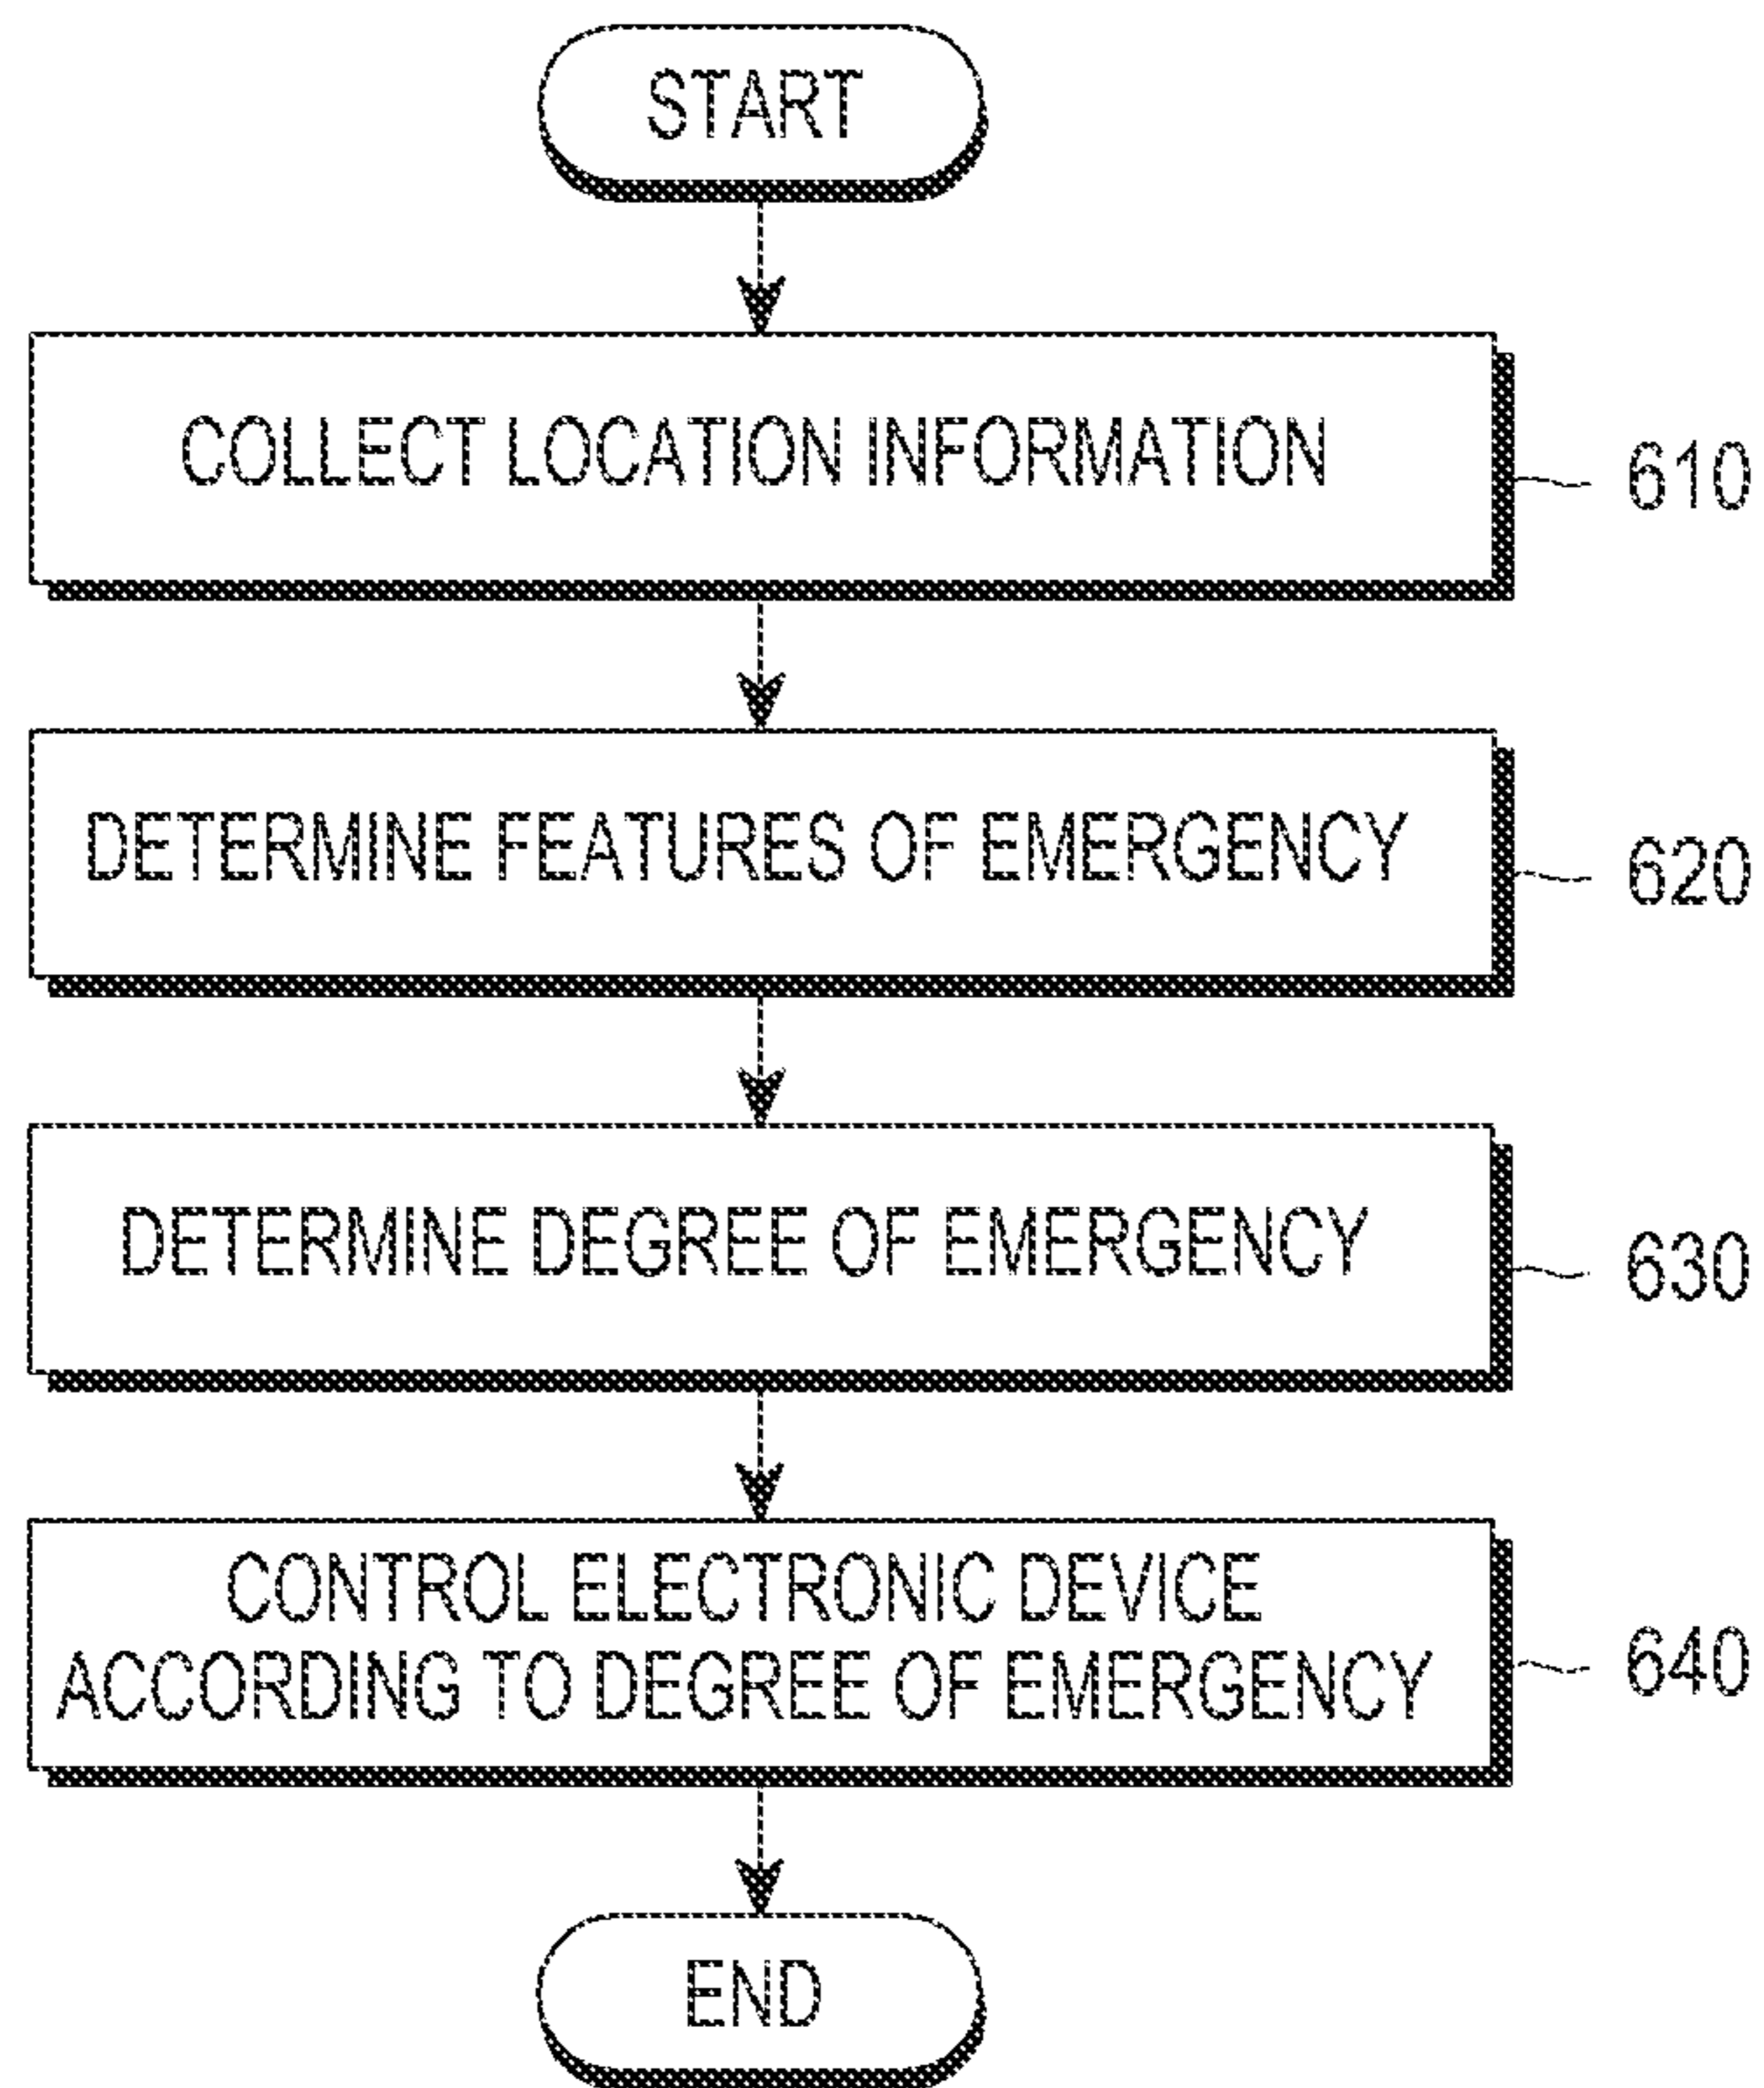 START
COLLECT LOCATION INFORMATION
610
DETERMINE FEATURES OF EMERGENCY
620
DETERMINE DEGREE OF EMERGENCY
630
CONTROL ELECTRONIC DEVICE
ACCORDING TO DEGREE OF EMERGENCY
640
END